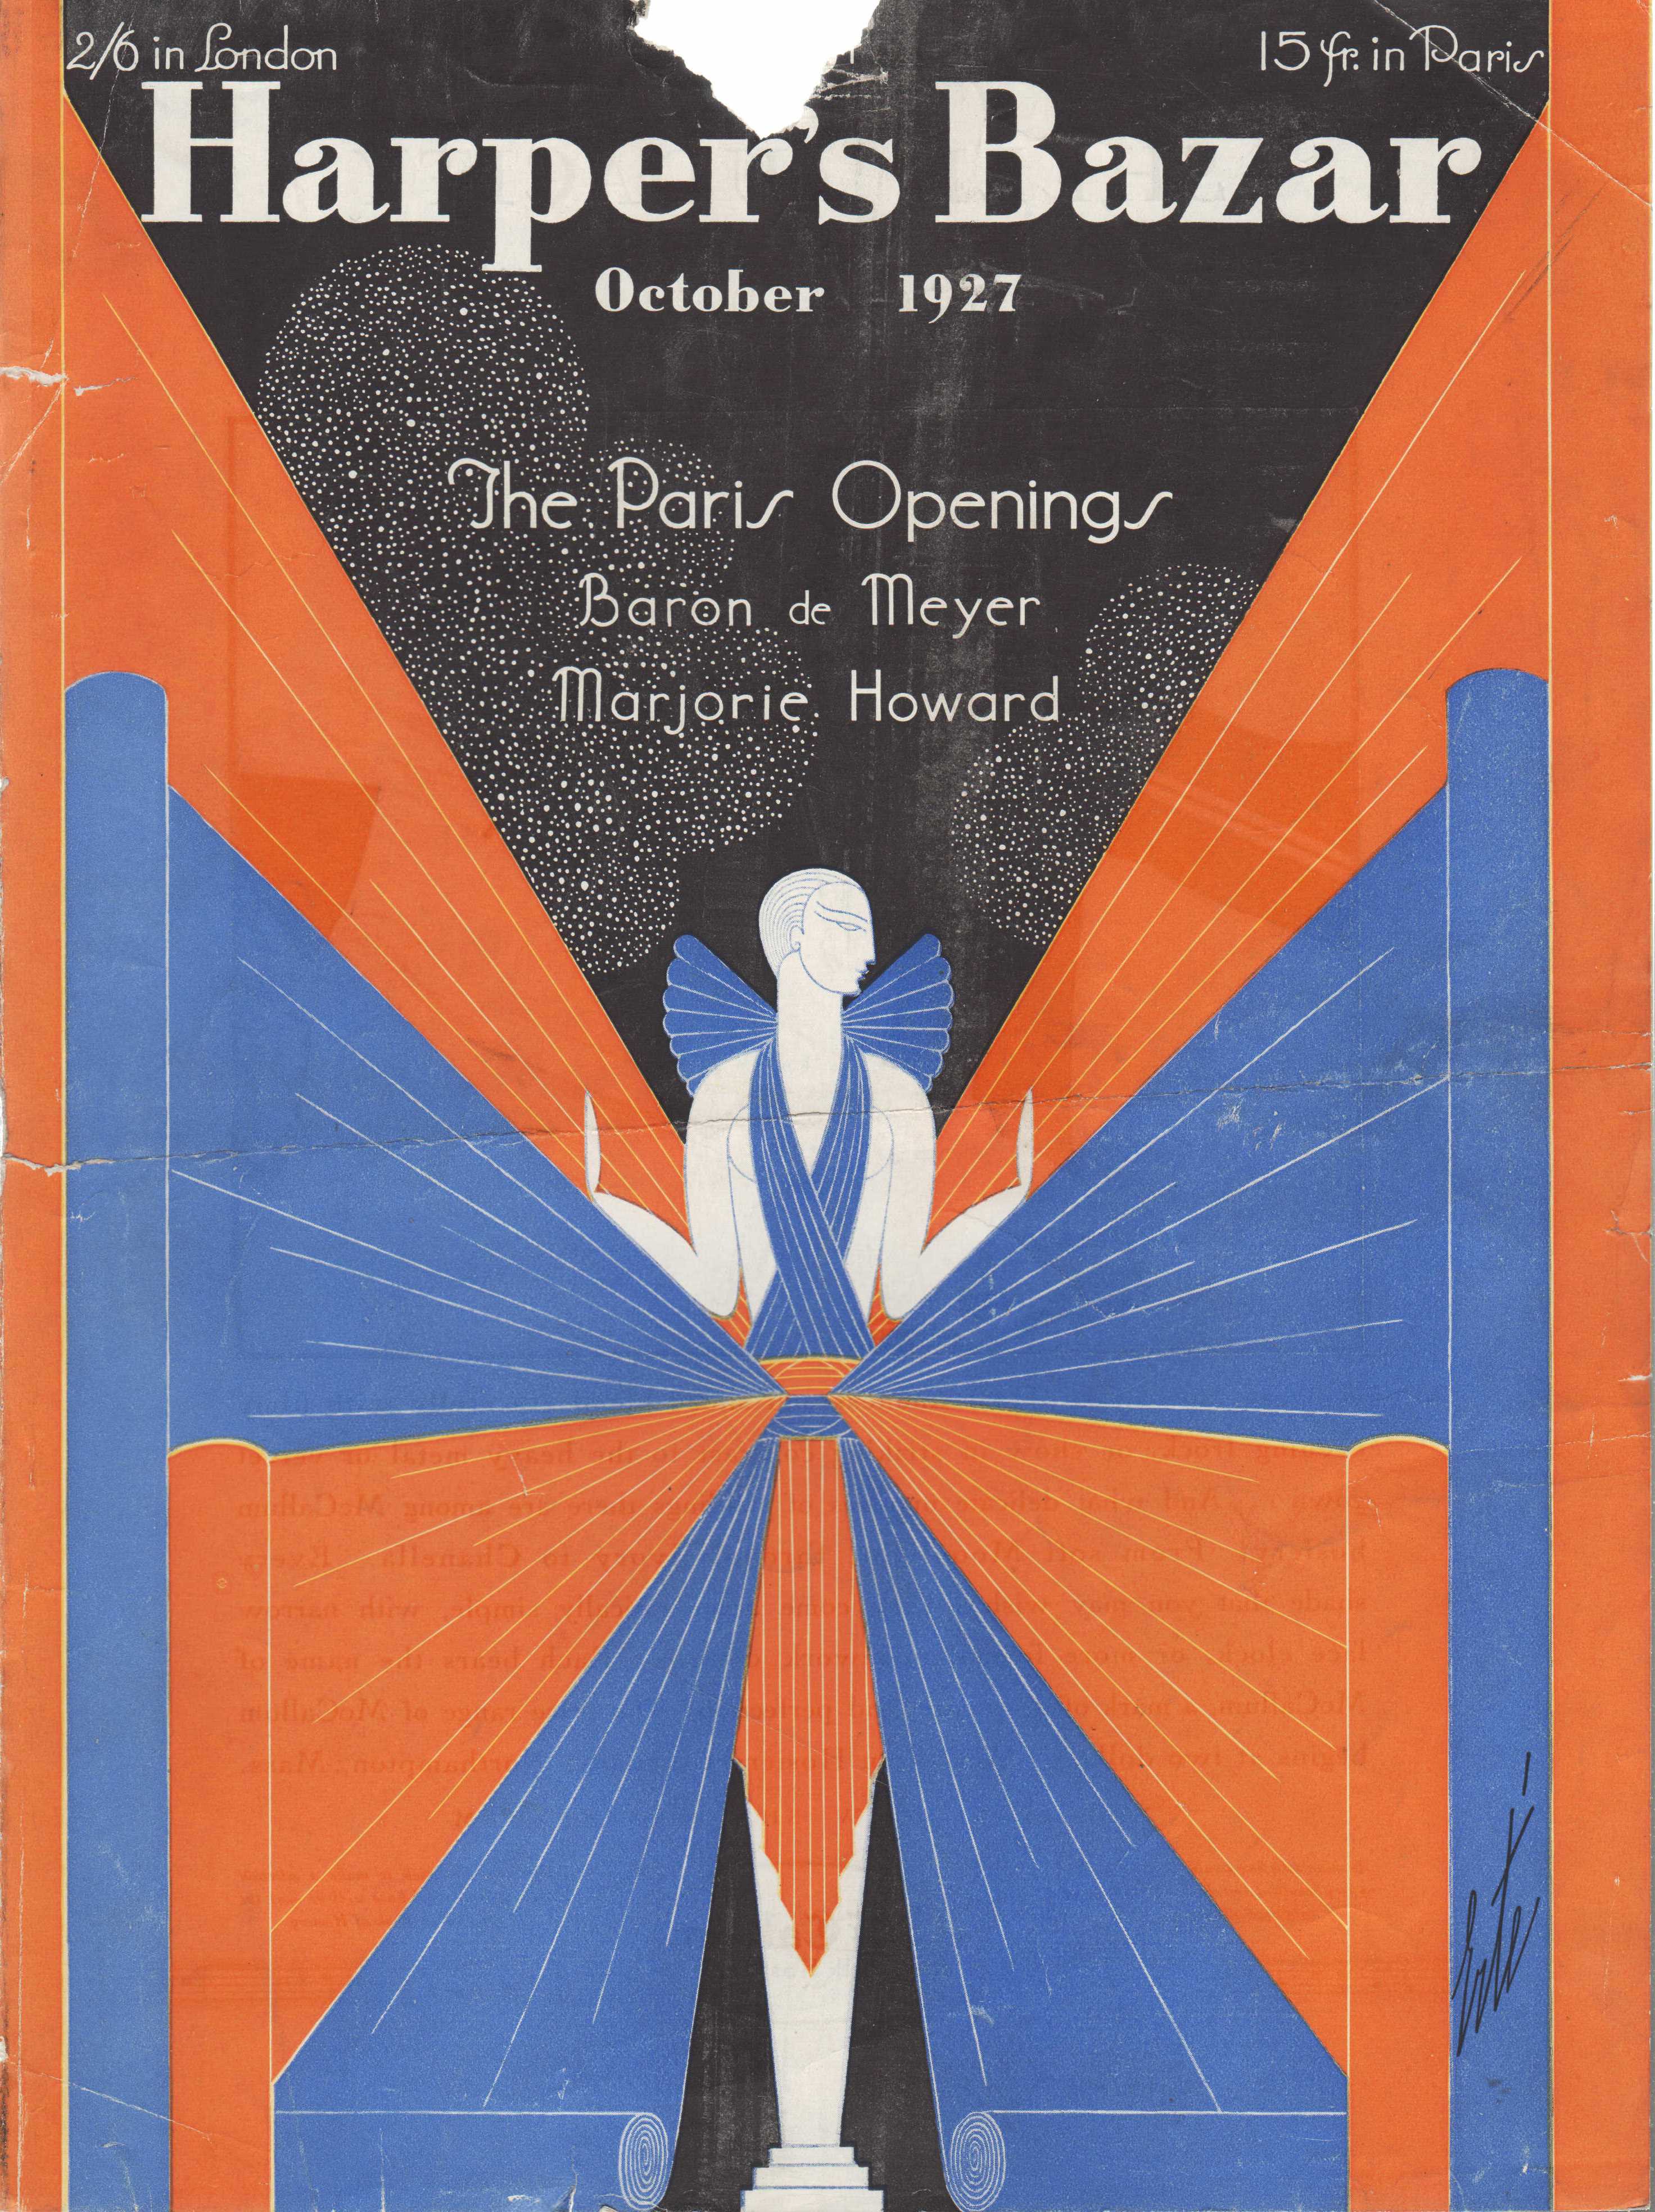 2/6 in London
15 fr. in Paris
Harper's Bazar
October 1927
The Paris Openings
Baron de Meyer
Marjorie Howard
Erté